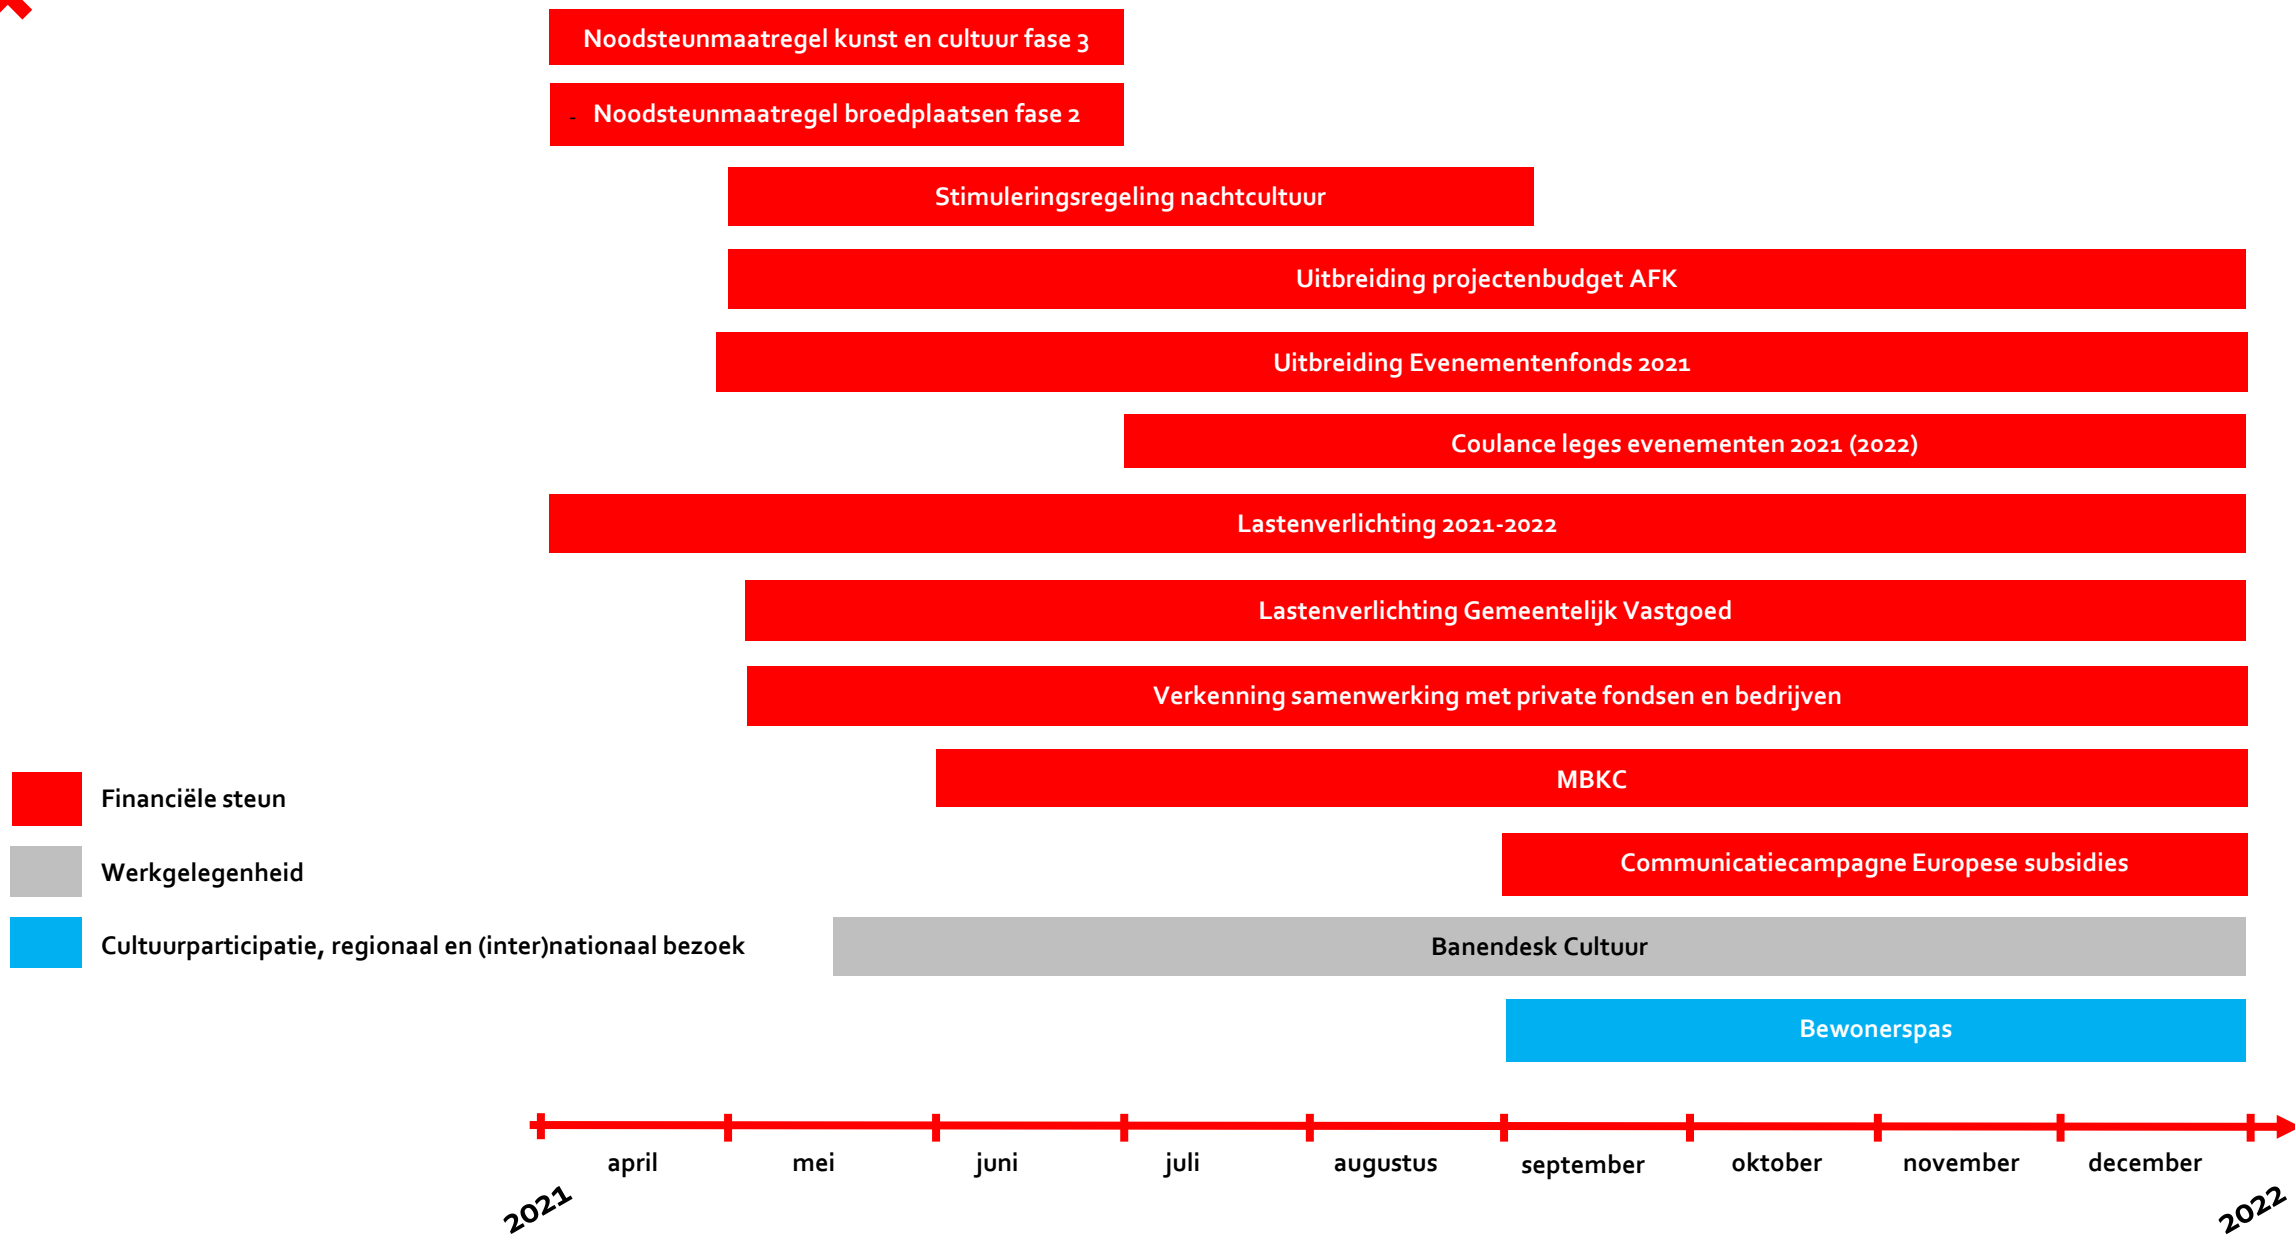 Noodsteunmaatregel kunst en cultuur fase 3
- Noodsteunmaatregel broedplaatsen fase 2
Stimuleringsregeling nachtcultuur
Uitbreiding projectenbudget AFK
Uitbreiding Evenementenfonds 2021
Coulance leges evenementen 2021 (2022)
Lastenverlichting 2021-2022
Lastenverlichting Gemeentelijk Vastgoed
Verkenning samenwerking met private fondsen en bedrijven
MBKC
Financiële steun
Communicatiecampagne Europese subsidies
Werkgelegenheid
Cultuurparticipatie, regionaal en (inter)nationaal bezoek
Banendesk Cultuur
Bewonerspas
april mei juni juli augustus september oktober november december
2021 2022